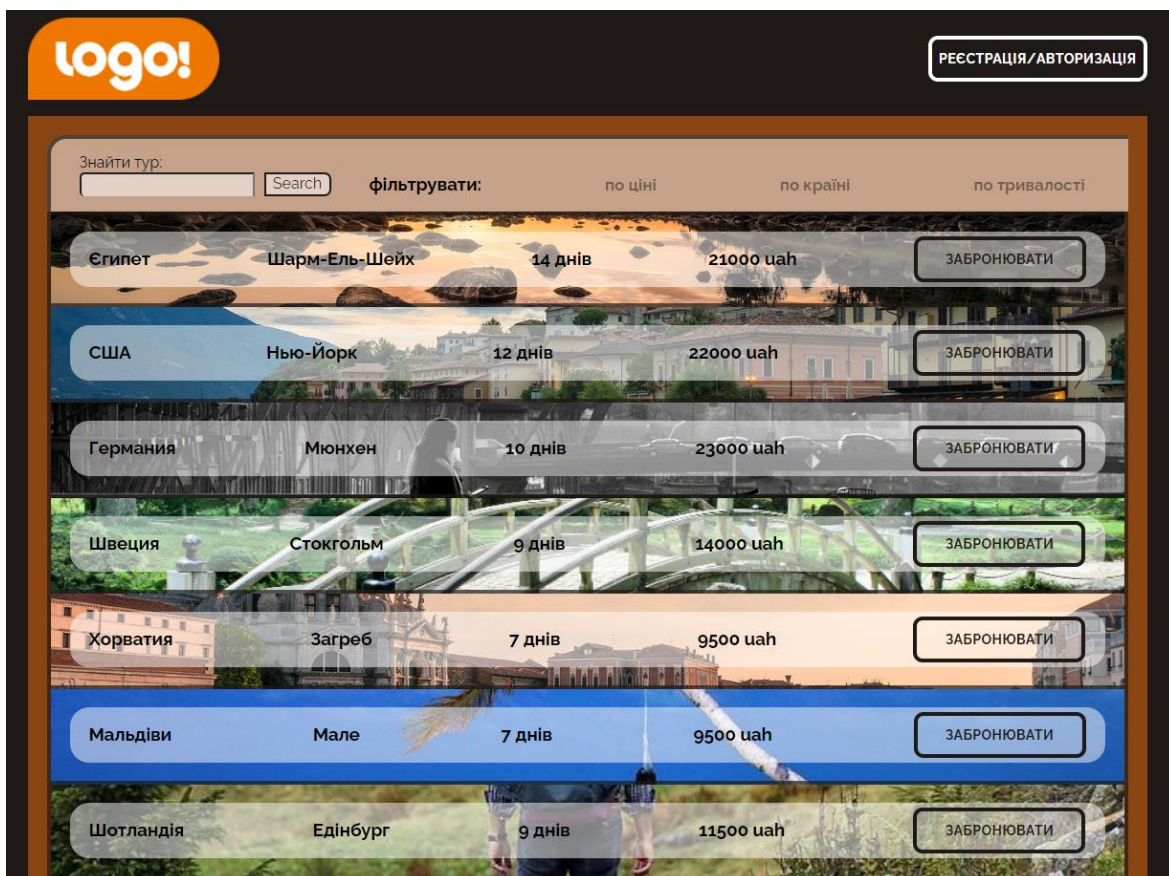 logo!
РЕЄСТРАЦІЯ/АВТОРИЗАЦІЯ
Знайти тур:
Search фільтрувати: по ціні по країні по тривалості
Єгипет Шарм-Ель-Шейх 14 днів 21000 uah ЗАБРОНЮВАТИ
США Нью-Йорк 12 днів 22000 uah ЗАБРОНЮВАТИ
Германия Мюнхен 10 днів 23000 uah ЗАБРОНЮВАТИ
Швеция Стокгольм 9 днів 14000 uah ЗАБРОНЮВАТИ
Хорватия Загреб 7 днів 9500 uah ЗАБРОНЮВАТИ
Мальдіви Мале 7 днів 9500 uah ЗАБРОНЮВАТИ
Шотландія Едінбург 9 днів 11500 uah ЗАБРОНЮВАТИ